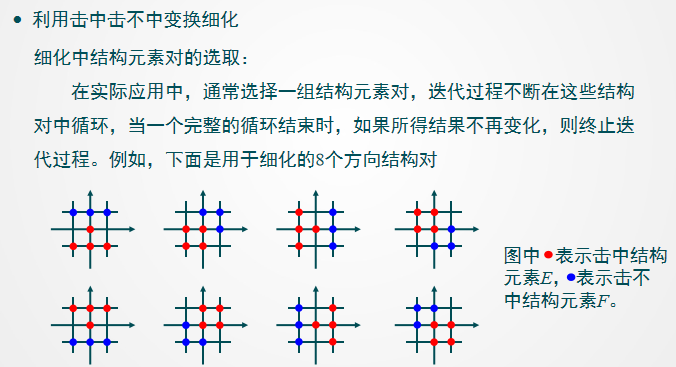 • 利用击中击不中变换细化
细化中结构元素对的选取：
在实际应用中，通常选择一组结构元素对，迭代过程不断在这些结构
对中循环，当一个完整的循环结束时，如果所得结果不再变化，则终止迭
代过程。例如，下面是用于细化的8个方向结构对
图中●表示击中结构
元素E，●表示击不
中结构元素F。